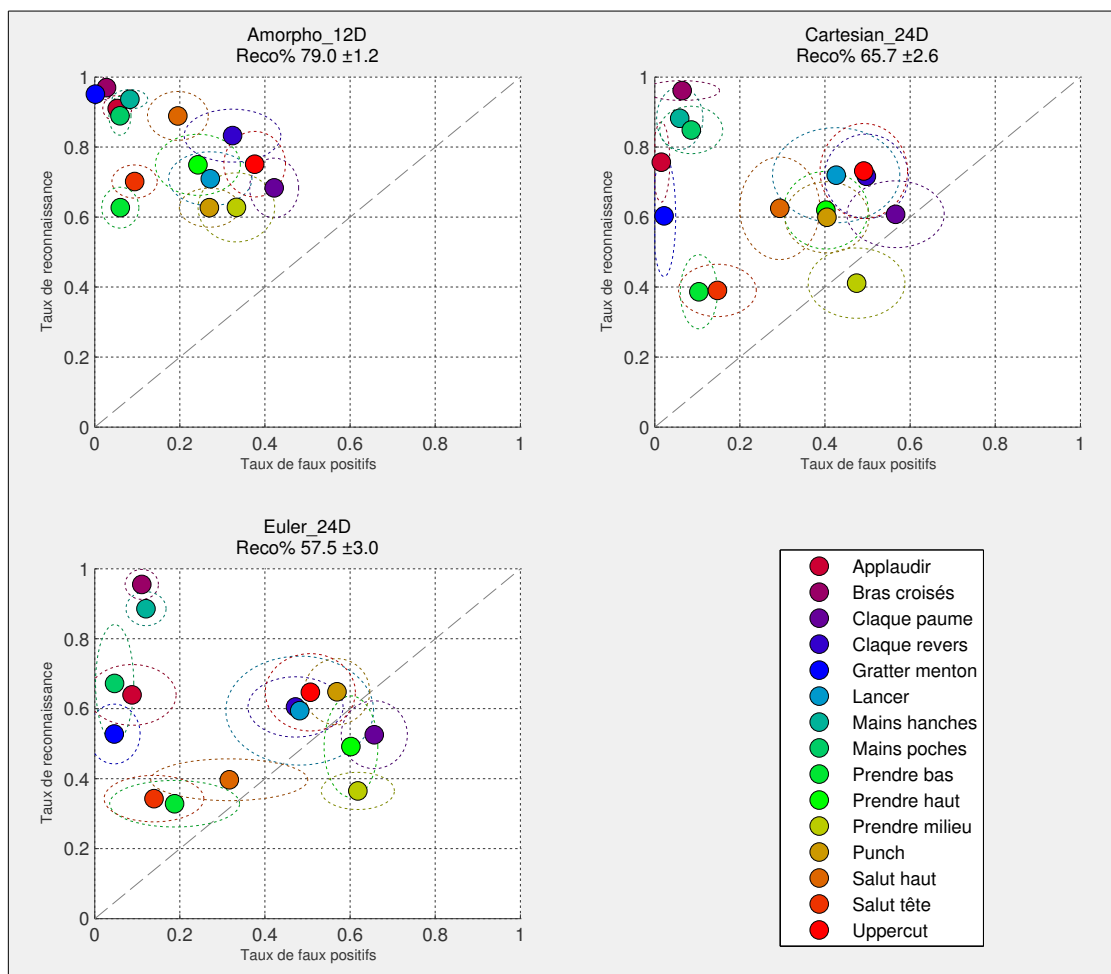 Amorpho_12D
Reco% 79.0 ±1.2
1
0.8
0.6
0.4
0.2
0
0
0.2
0.4
0.6
0.8
1
Taux de reconnaissance
Taux de faux positifs
Cartesian_24D
Reco% 65.7 ±2.6
1
0.8
0.6
0.4
0.2
0
0
0.2
0.4
0.6
0.8
1
Taux de reconnaissance
Taux de faux positifs
Euler_24D
Reco% 57.5 ±3.0
1
0.8
0.6
0.4
0.2
0
0
0.2
0.4
0.6
0.8
1
Taux de reconnaissance
Taux de faux positifs
Applaudir
Bras croisés
Claque paume
Claque revers
Gratter menton
Lancer
Mains hanches
Mains poches
Prendre bas
Prendre haut
Prendre milieu
Punch
Salut haut
Salut tête
Uppercut